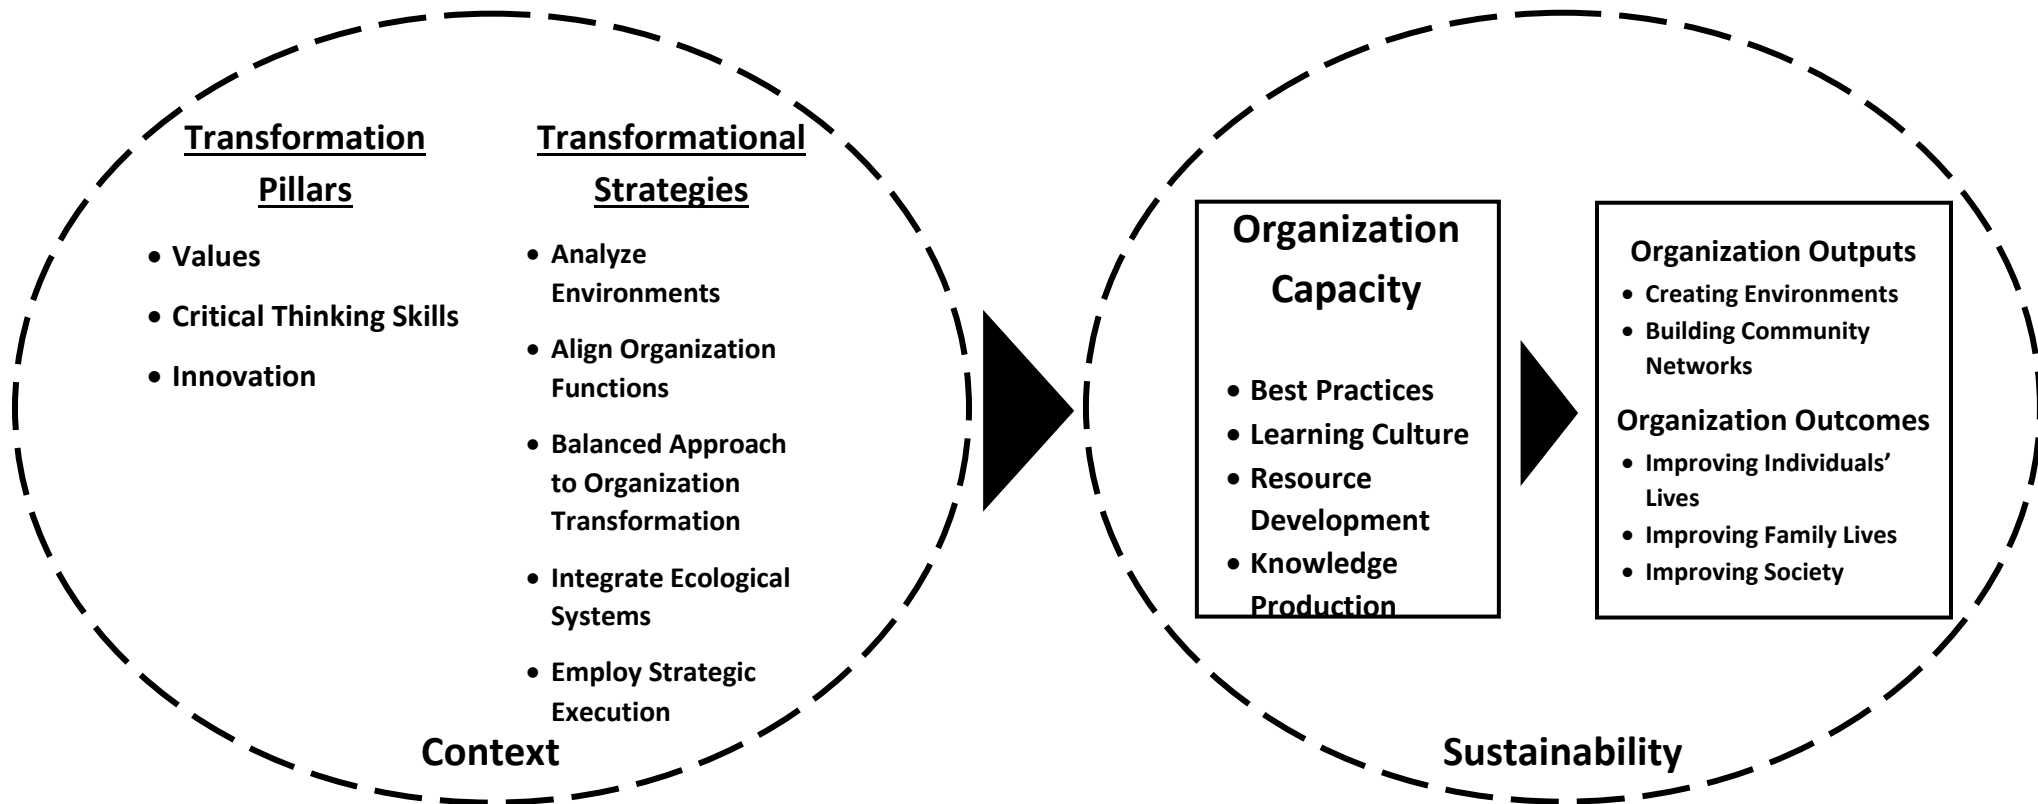 Transformation
Pillars
• Values
• Critical Thinking Skills
• Innovation
Transformational
Strategies
• Analyze
Environments
• Align Organization
Functions
• Balanced Approach
to Organization
Transformation
• Integrate Ecological
Systems
• Employ Strategic
Execution
Context
Organization
Capacity
• Best Practices
• Learning Culture
• Resource
Development
• Knowledge
Production
Organization Outputs
• Creating Environments
• Building Community
Networks
Organization Outcomes
• Improving Individuals’
Lives
• Improving Family Lives
• Improving Society
Sustainability